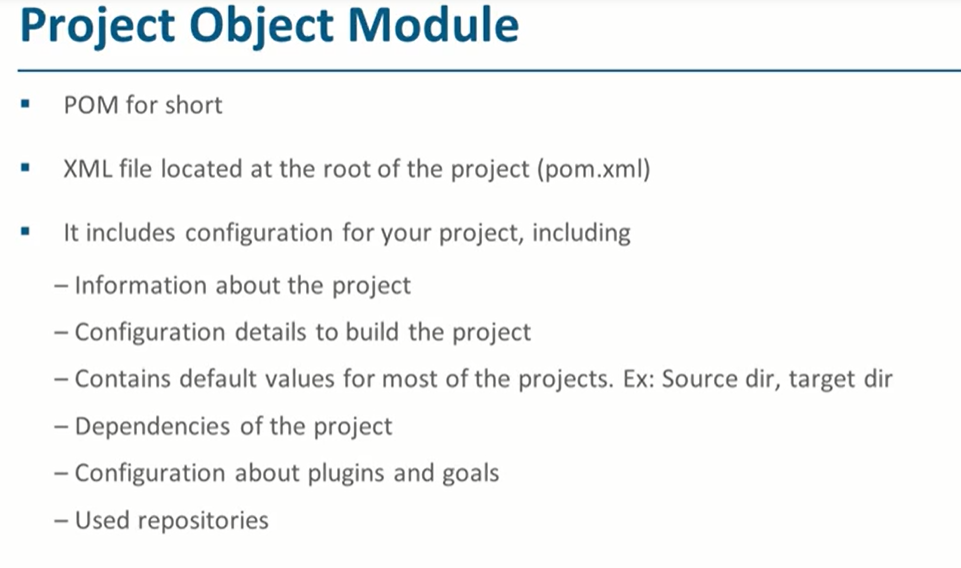 Project Object Module
▪ POM for short
▪ XML file located at the root of the project (pom.xml)
▪ It includes configuration for your project, including
– Information about the project
– Configuration details to build the project
– Contains default values for most of the projects. Ex: Source dir, target dir
– Dependencies of the project
– Configuration about plugins and goals
– Used repositories